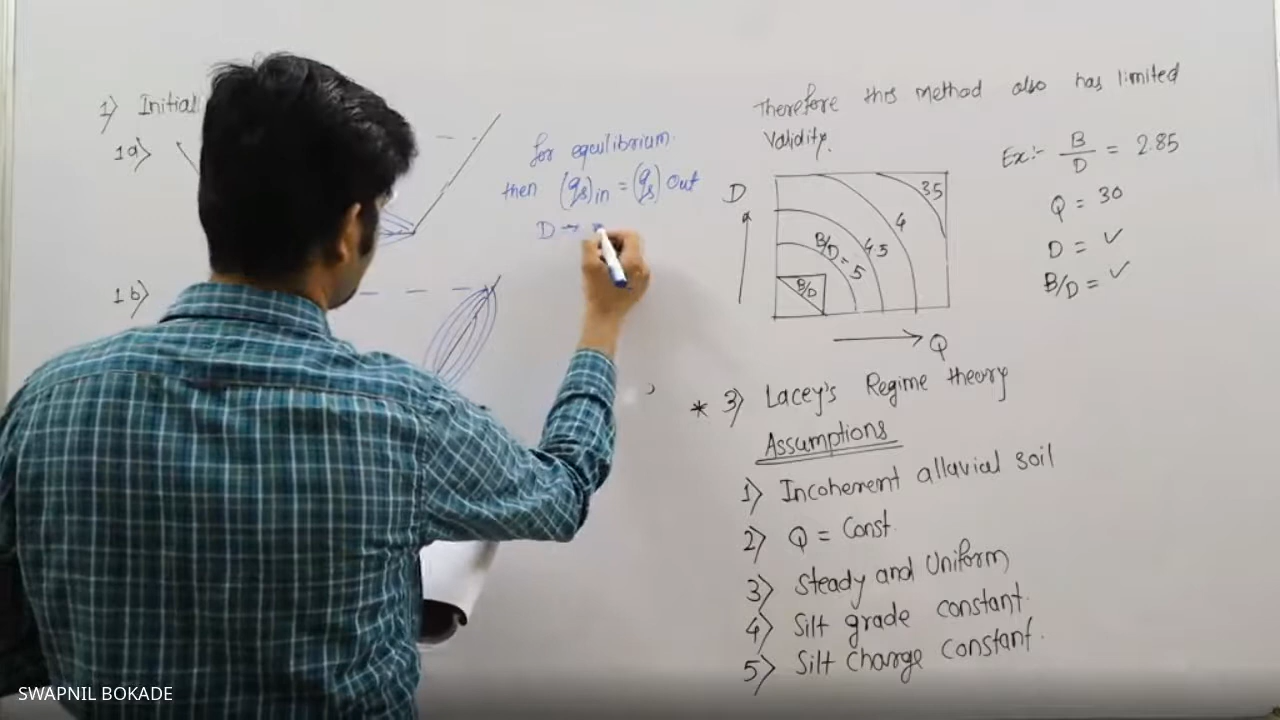 1) Initial
1a)
1b)
for equilibrium.
then (qs)in = (qs) Out
D →
Therefore this method also has limited
Validity.
D
35
4
4.5
B/D = 5
B/D
Q
Ex:- B/D = 2.85
Q = 30
D = ✓
B/D = ✓
* 3) Lacey's Regime theory
Assumptions
1) Incoherent alluvial soil
2) Q = Const.
3) Steady and Uniform
4) Silt grade constant.
5) Silt Charge constant.
SWAPNIL BOKADE